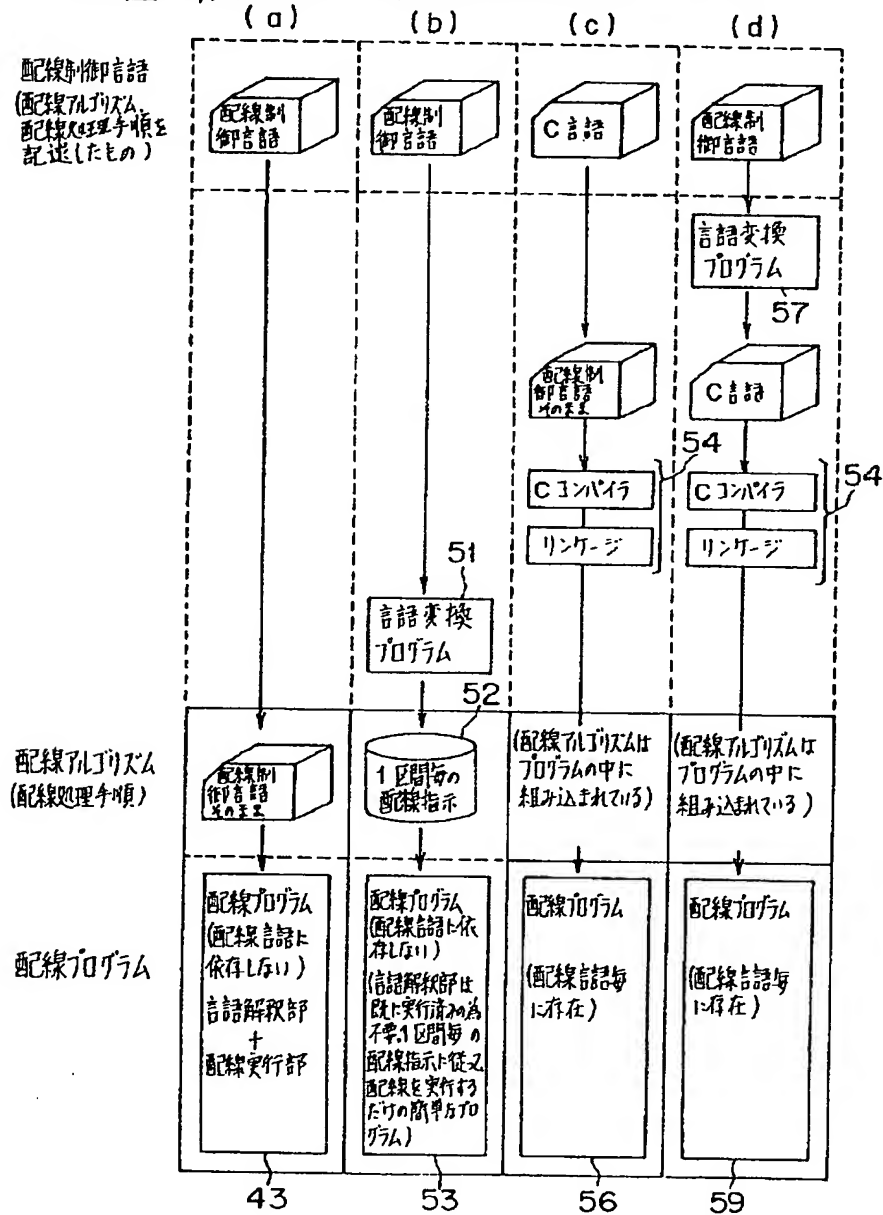 (a)
(b)
(c)
(d)
配線制御言語
(配線アルゴリズム、
配線処理手順を
記述したもの)
配線制
御言語
配線制
御言語
C言語
配線制
御言語
言語変換
プログラム
57
配線制
御言語
そのまま
C言語
54
Cコンパイラ
リンケージ
54
Cコンパイラ
リンケージ
51
言語変換
プログラム
52
配線アルゴリズム
(配線処理手順)
配線制
御言語
そのまま
1区間毎の
配線指示
(配線アルゴリズムは
プログラムの中に
組み込まれている)
(配線アルゴリズムは
プログラムの中に
組み込まれている)
配線プログラム
配線プログラム
(配線言語に
依存しない)
言語解釈部
+
配線実行部
配線プログラム
(配線言語に依
存しない)
(言語解釈部は
既に実行済みの為
不要。1区間毎の
配線指示に従って
配線を実行する
だけの簡単なプロ
グラム)
配線プログラム
(配線言語毎
に存在)
配線プログラム
(配線言語毎
に存在)
43
53
56
59